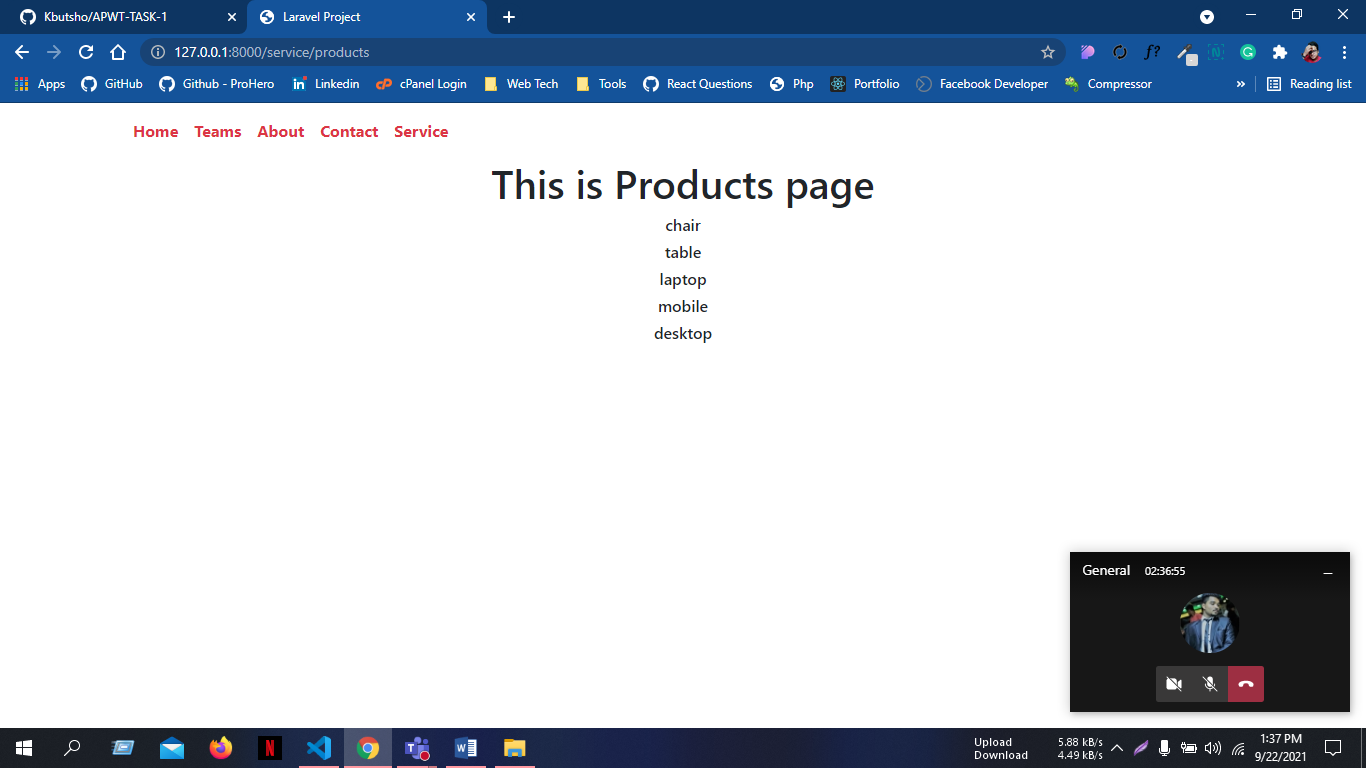 Kbutsho/APWT-TASK-1
Laravel Project
127.0.0.1:8000/service/products
f?
N
G
Apps
GitHub
Github - ProHero
Linkedin
cPanel Login
Web Tech
Tools
React Questions
Php
Portfolio
Facebook Developer
Compressor
»
Reading list
Home Teams About Contact Service
This is Products page
chair
table
laptop
mobile
desktop
General 02:36:55
Upload 5.88 kB/s
Download 4.49 kB/s
1:37 PM
9/22/2021